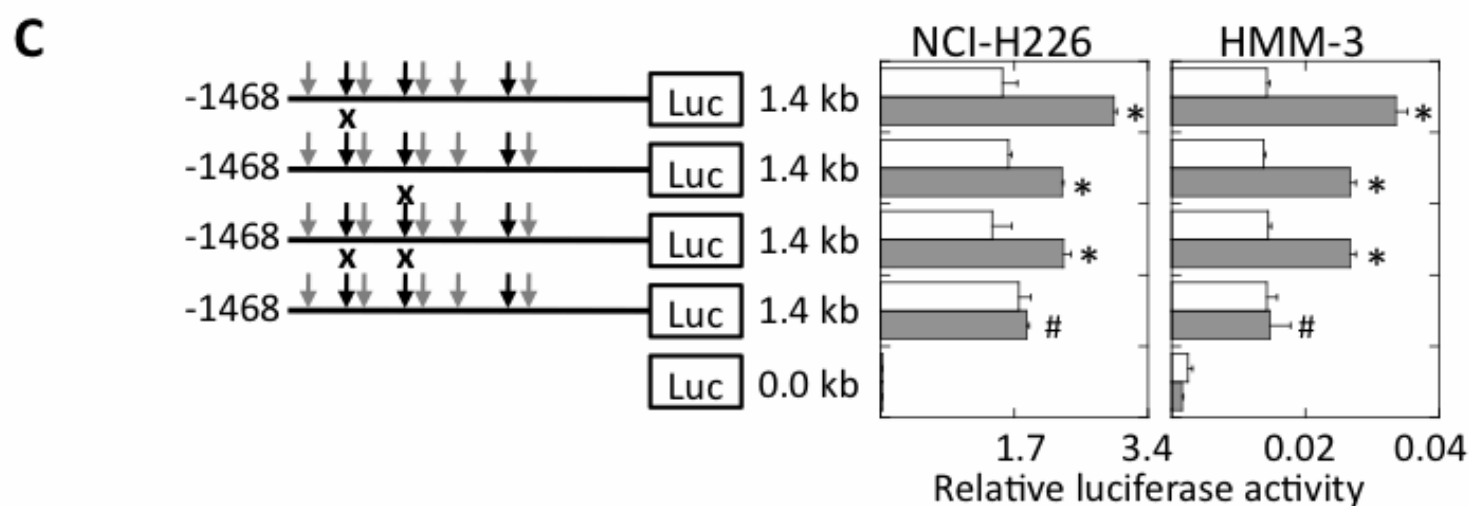 C
NCI-H226 HMM-3
-1468 Luc 1.4 kb * *
x
-1468 Luc 1.4 kb * *
x
-1468 Luc 1.4 kb * *
x x
-1468 Luc 1.4 kb # #
Luc 0.0 kb
1.7 3.4 0.02 0.04
Relative luciferase activity